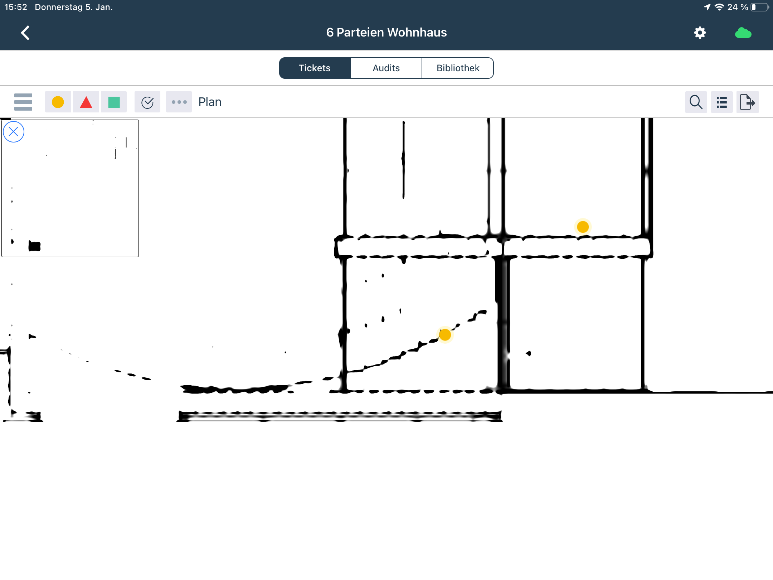 15:52 Donnerstag 5. Jan. 24 %
6 Parteien Wohnhaus
Tickets Audits Bibliothek
Plan